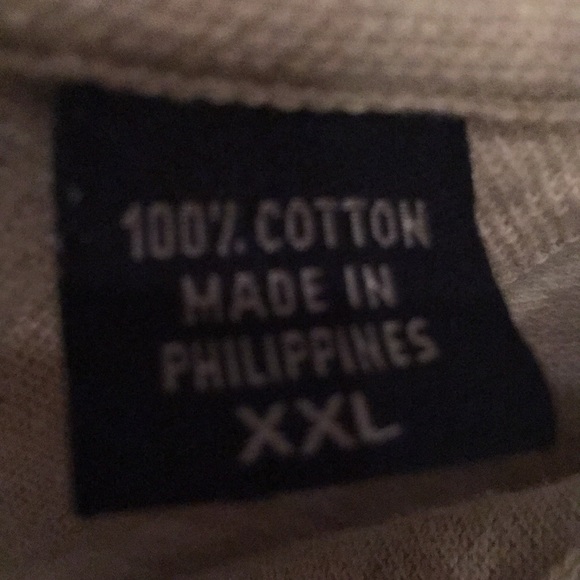 100% COTTON
MADE IN
PHILIPPINES
XXL